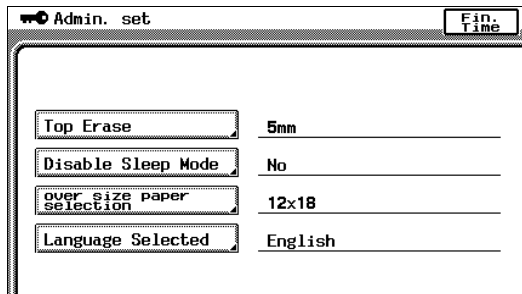 Admin. set
Fin.
Time
Top Erase 5mm
Disable Sleep Mode No
over size paper
selection 12x18
Language Selected English